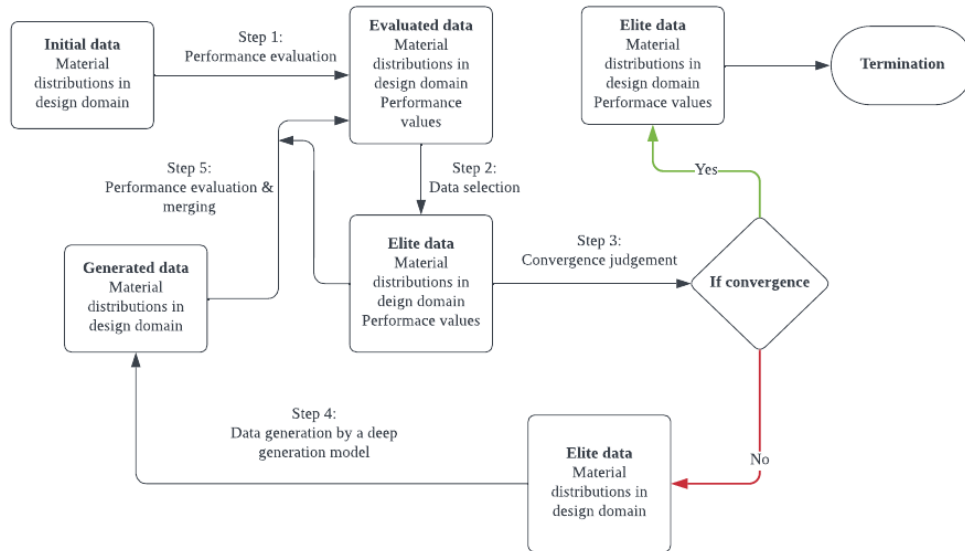 Initial data
Material
distributions in
design domain
Step 1:
Performance evaluation
Evaluated data
Material
distributions in
design domain
Performance
values
Elite data
Material
distributions in
design domain
Performace values
Termination
Step 5:
Performance evaluation &
merging
Step 2:
Data selection
Yes
Generated data
Material
distributions in
design domain
Elite data
Material
distributions in
deign domain
Performace values
Step 3:
Convergence judgement
If convergence
Step 4:
Data generation by a deep
generation model
Elite data
Material
distributions in
design domain
No